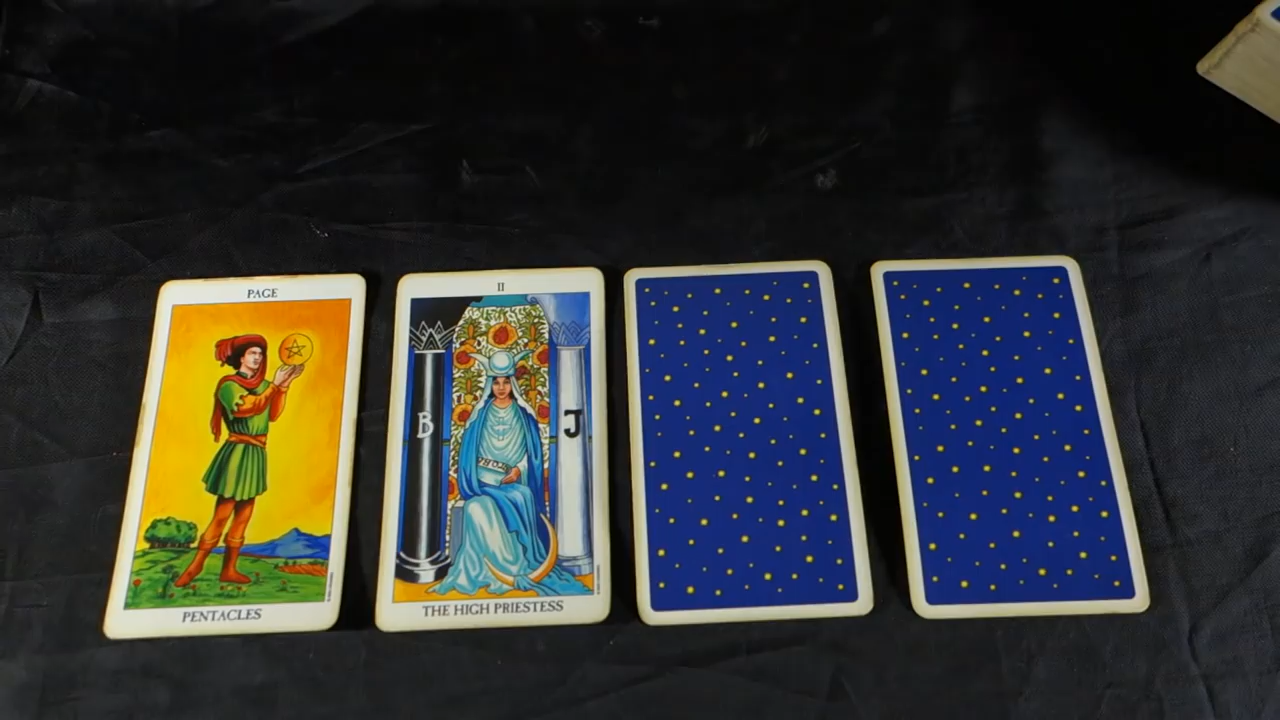 PAGE
PENTACLES
II
B
J
THE HIGH PRIESTESS